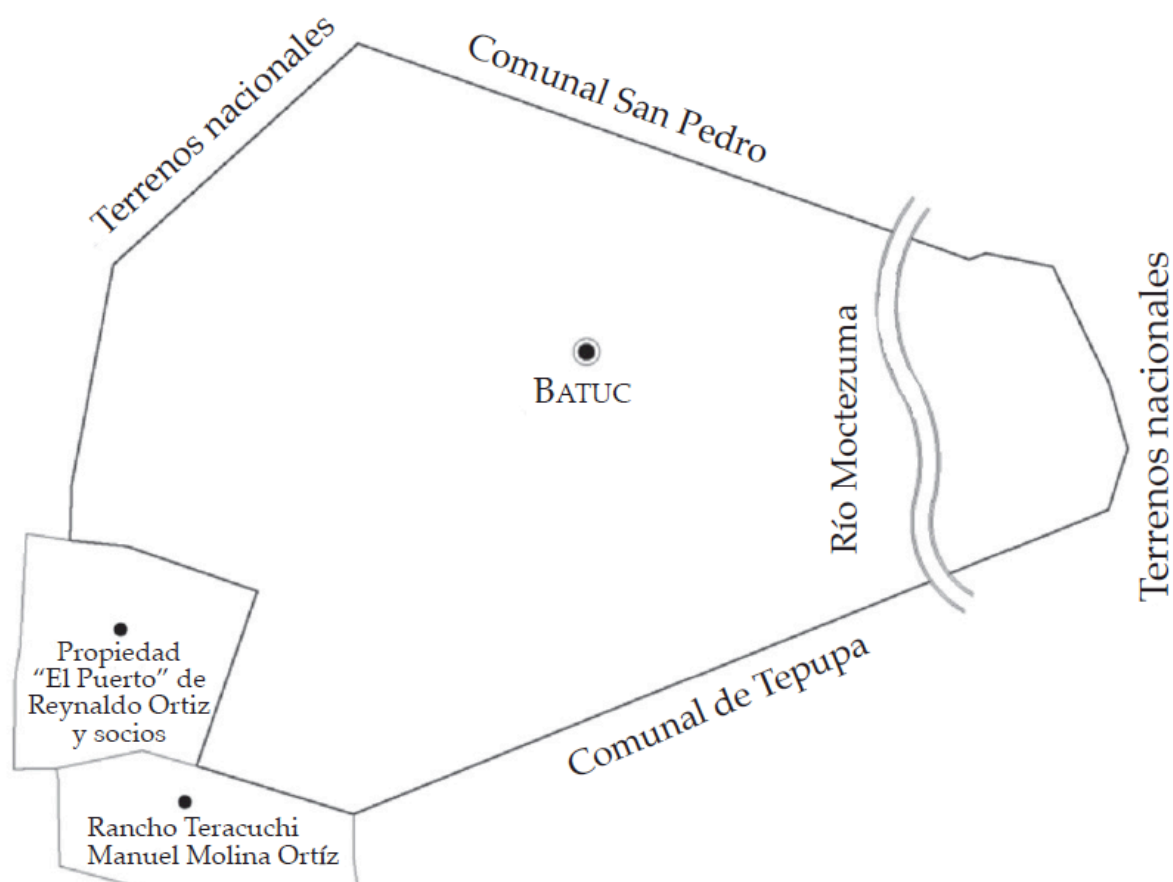 Terrenos nacionales
Comunal San Pedro
Terrenos nacionales
BATUC
Río Moctezuma
Propiedad
“El Puerto” de
Reynaldo Ortiz
y socios
Comunal de Tepupa
Rancho Teracuchi
Manuel Molina Ortíz